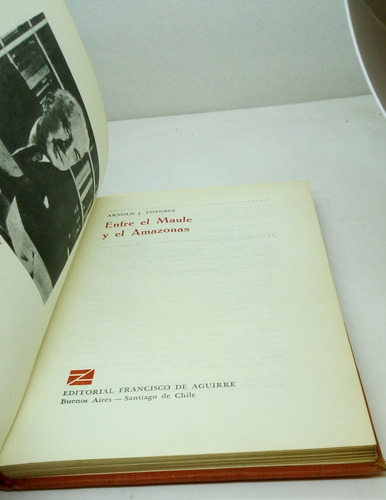 ARNOLD J. TOYNBEE
Entre el Maule
y el Amazonas
EDITORIAL FRANCISCO DE AGUIRRE
Buenos Aires — Santiago de Chile